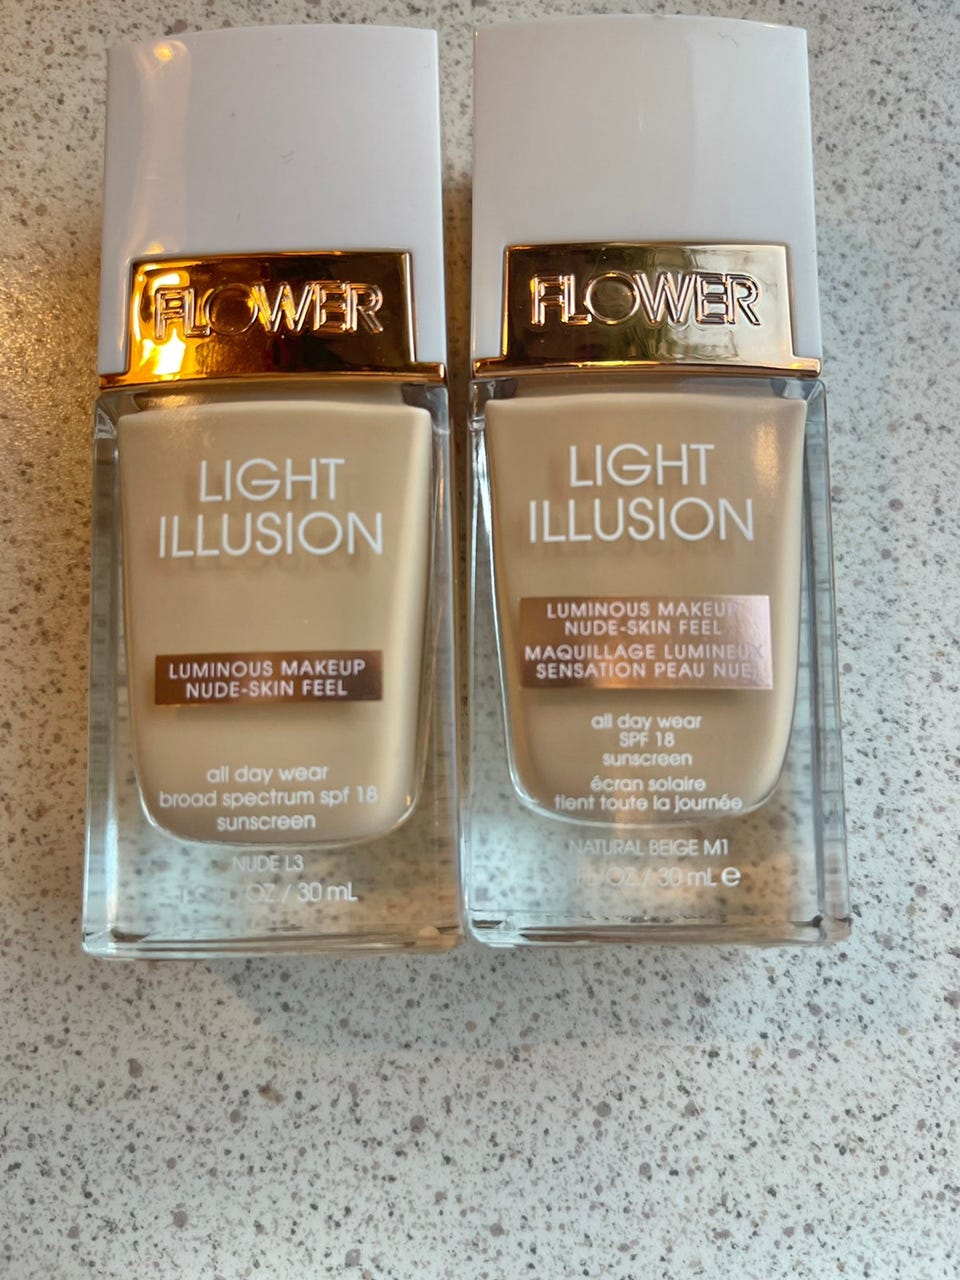 FLOWER
LIGHT
ILLUSION
LUMINOUS MAKEUP
NUDE-SKIN FEEL
all day wear
broad spectrum spf 18
sunscreen
NUDE L3
OZ / 30 mL
FLOWER
LIGHT
ILLUSION
LUMINOUS MAKEUP
NUDE-SKIN FEEL
MAQUILLAGE LUMINEUX
SENSATION PEAU NUE
all day wear
SPF 18
sunscreen
écran solaire
tient toute la journée
NATURAL BEIGE M1
OZ / 30 mL e